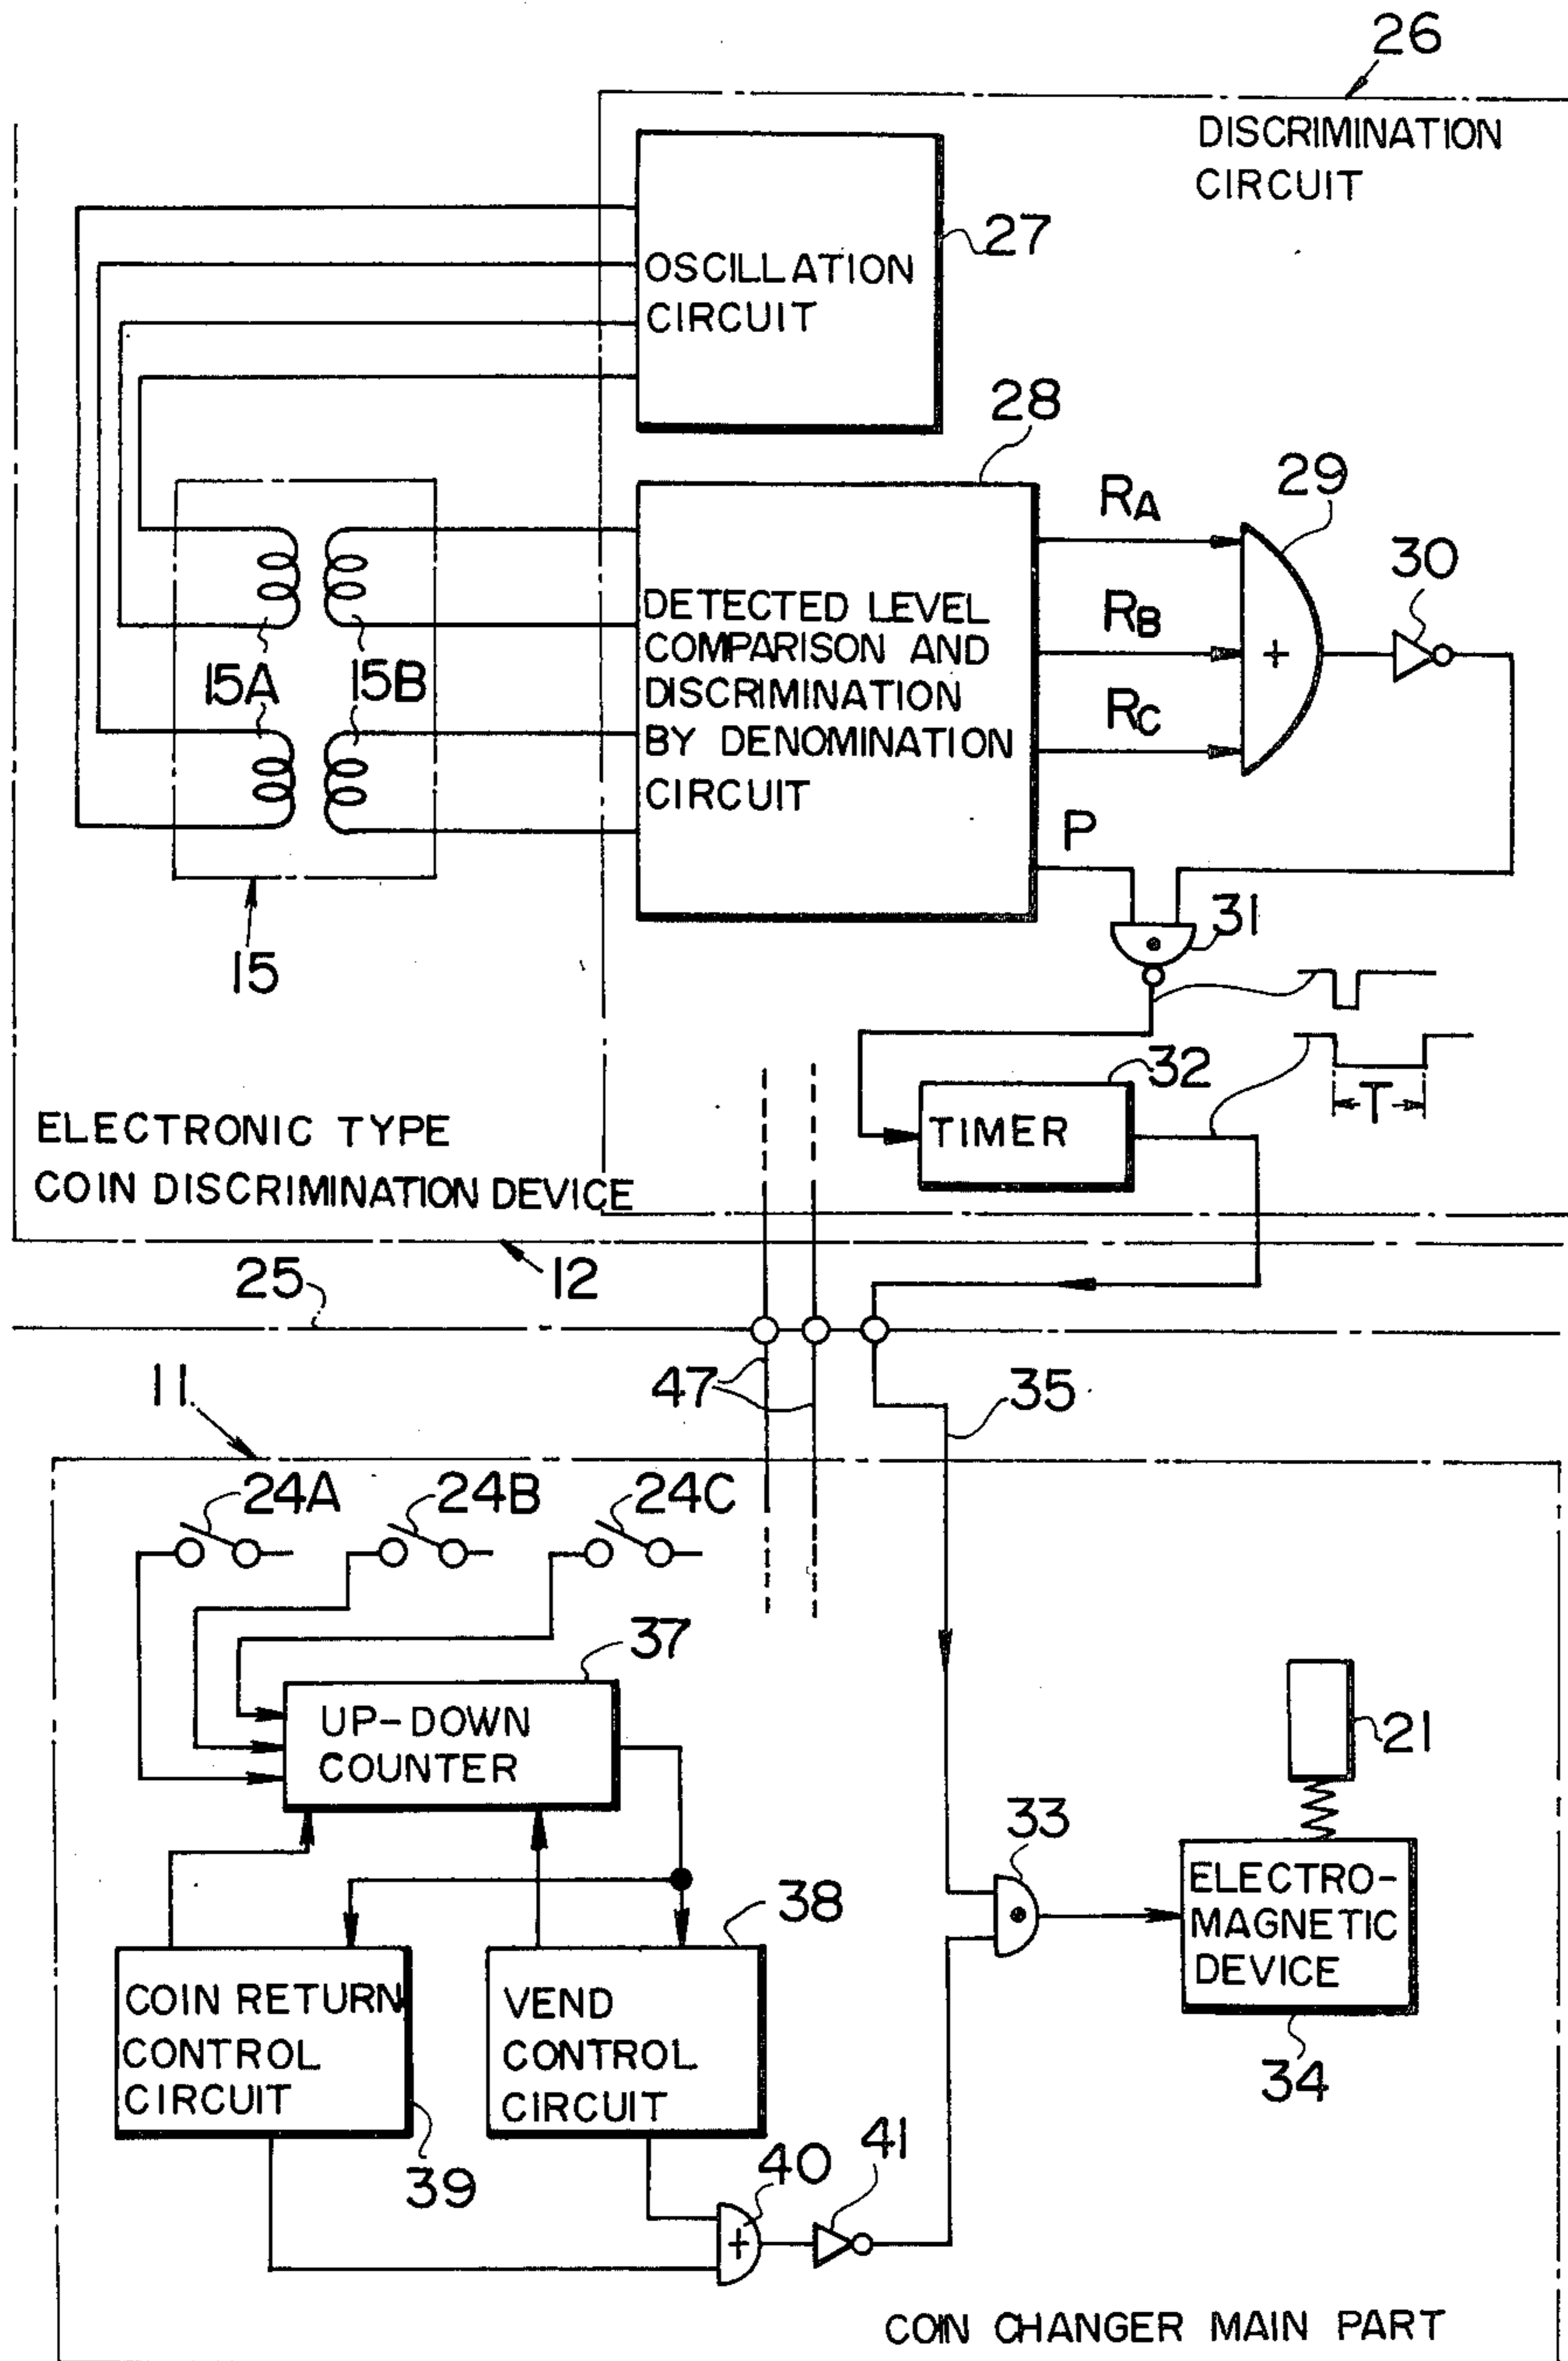 26
DISCRIMINATION
CIRCUIT
27
OSCILLATION
CIRCUIT
28
RA
29
30
DETECTED LEVEL
COMPARISON AND
DISCRIMINATION
BY DENOMINATION
CIRCUIT
RB
RC
15A
15B
P
31
15
32
TIMER
T
ELECTRONIC TYPE
COIN DISCRIMINATION DEVICE
12
25
11
47
35
24A
24B
24C
37
UP-DOWN
COUNTER
21
33
38
ELECTRO-
MAGNETIC
DEVICE
COIN RETURN
CONTROL
CIRCUIT
VEND
CONTROL
CIRCUIT
34
39
40
41
COIN CHANGER MAIN PART